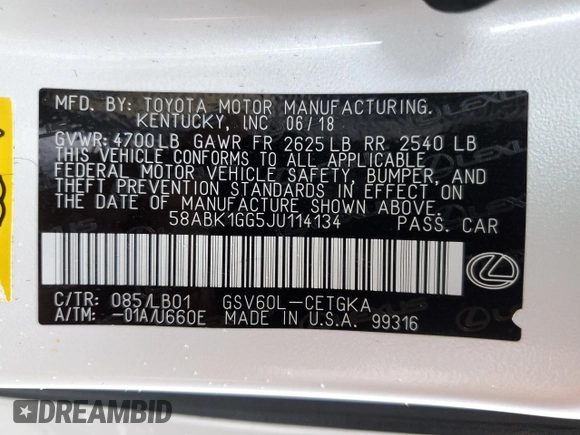 MFD. BY: TOYOTA MOTOR MANUFACTURING.
KENTUCKY, INC 06/18
GVWR: 4700LB GAWR FR 2625LB RR 2540 LB
THIS VEHICLE CONFORMS TO ALL APPLICABLE
FEDERAL MOTOR VEHICLE SAFETY, BUMPER, AND
THEFT PREVENTION STANDARDS IN EFFECT ON
THE DATE OF MANUFACTURE SHOWN ABOVE.
58ABK1GG5JU114134 PASS. CAR
C/TR: 085/LB01 GSV60L-CETGKA
A/TM: -01A/U660E MADE IN U.S.A. 99316
LEXUS
DREAMBID